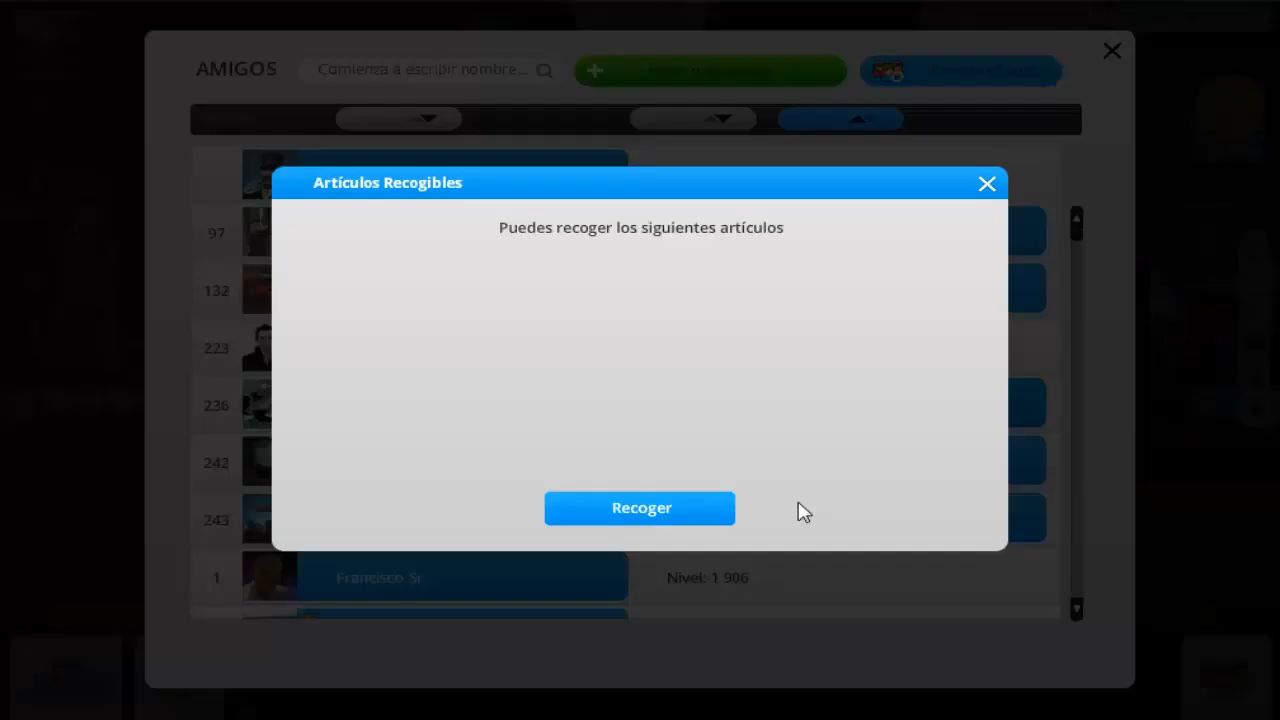 AMIGOS
Comienza a escribir nombre...
Artículos Recogibles
Puedes recoger los siguientes artículos
97
132
223
236
242
243
Recoger
1
Francisco Si
Nivel: 1 906